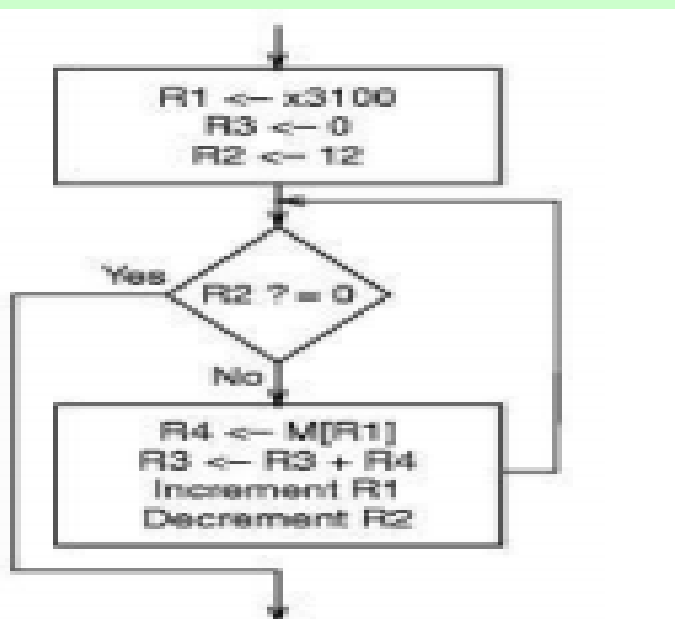 R1 <– x3100
R3 <– 0
R2 <– 12
Yes
R2 ? = 0
No
R4 <– M[R1]
R3 <– R3 + R4
Increment R1
Decrement R2